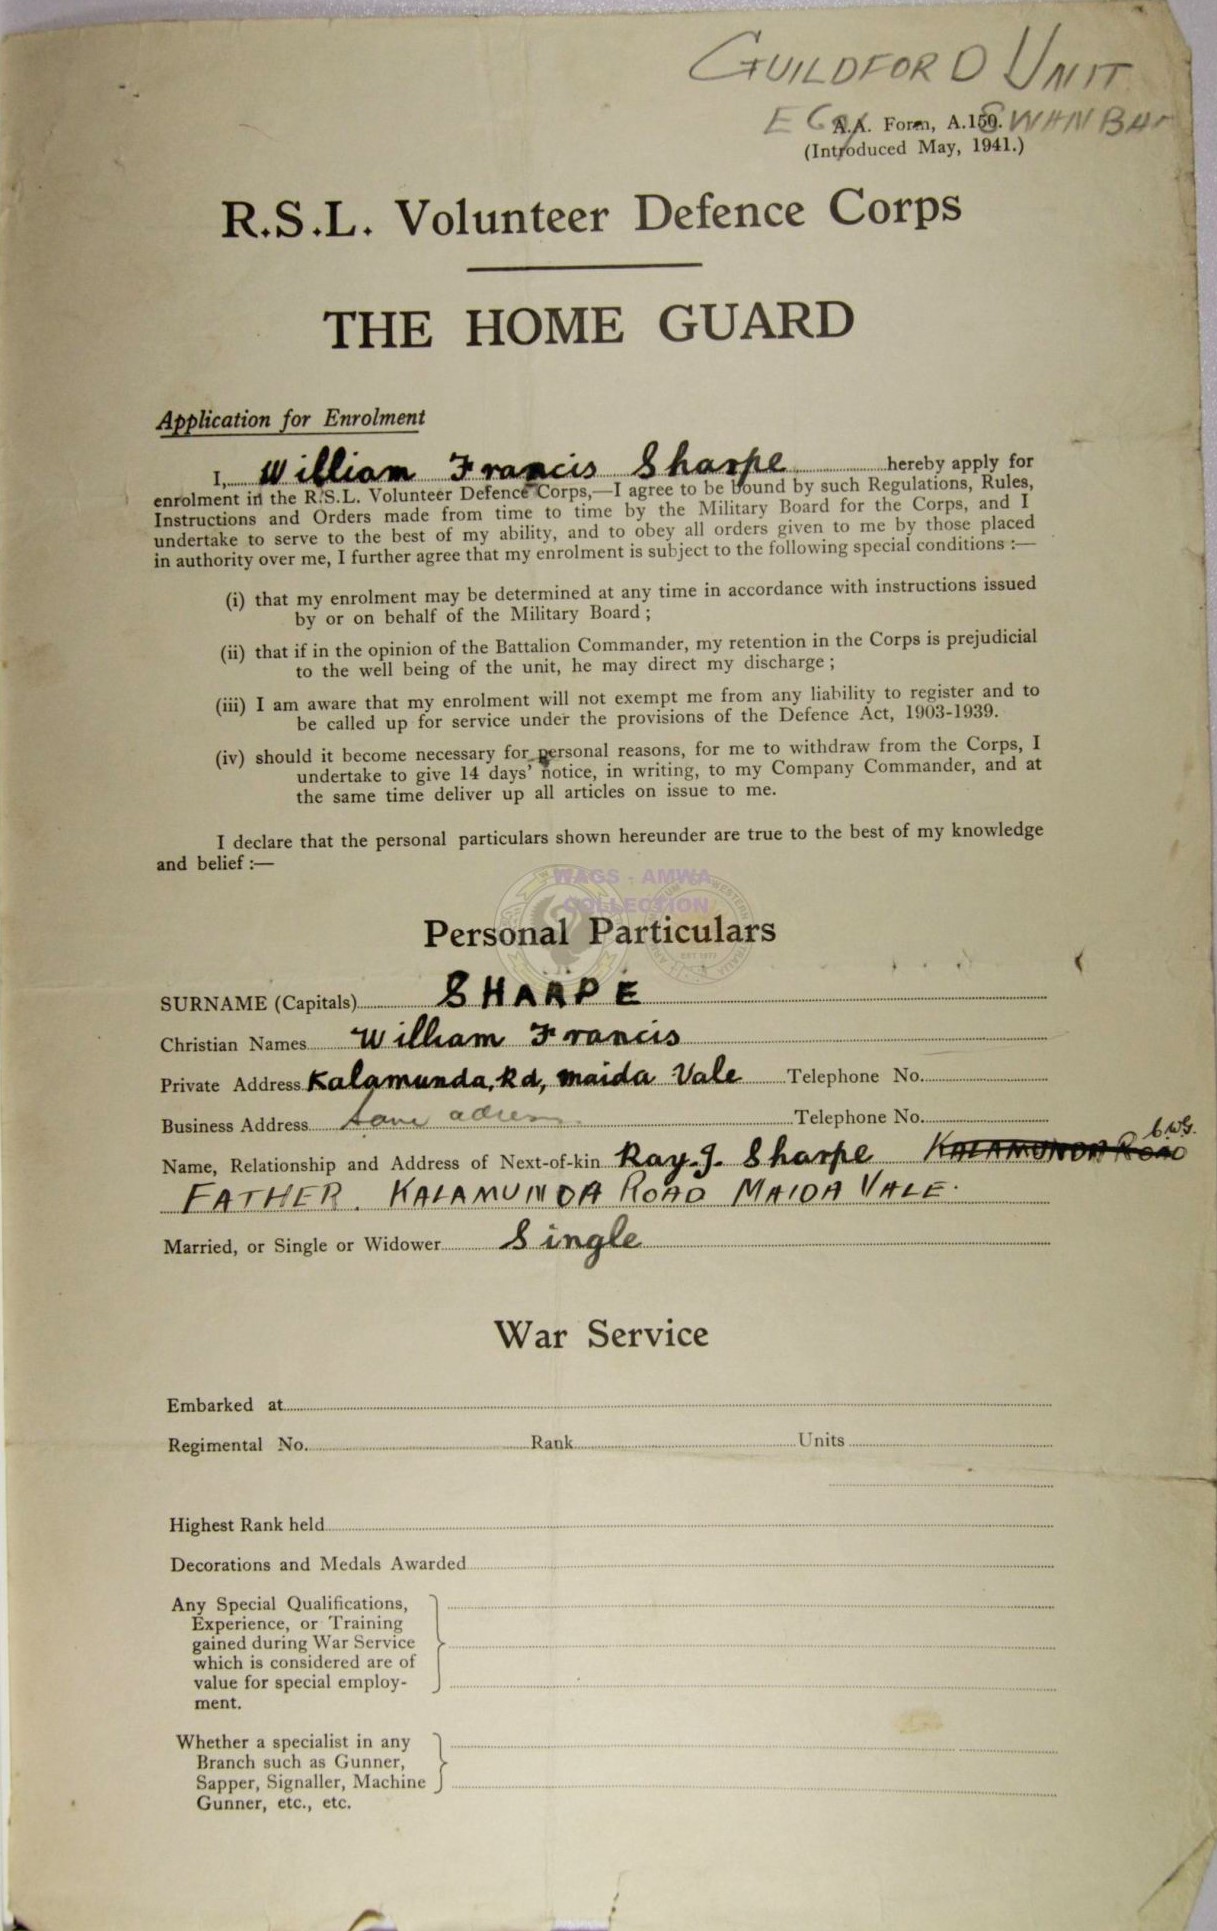 GUILDFORD UNIT
E Coy SWAN BAT
A.A. Form, A.150.
(Introduced May, 1941.)
R.S.L. Volunteer Defence Corps
THE HOME GUARD
Application for Enrolment
I, William Francis Sharpe hereby apply for
enrolment in the R.S.L. Volunteer Defence Corps,—I agree to be bound by such Regulations, Rules,
Instructions and Orders made from time to time by the Military Board for the Corps, and I
undertake to serve to the best of my ability, and to obey all orders given to me by those placed
in authority over me, I further agree that my enrolment is subject to the following special conditions :—
(i) that my enrolment may be determined at any time in accordance with instructions issued
by or on behalf of the Military Board ;
(ii) that if in the opinion of the Battalion Commander, my retention in the Corps is prejudicial
to the well being of the unit, he may direct my discharge ;
(iii) I am aware that my enrolment will not exempt me from any liability to register and to
be called up for service under the provisions of the Defence Act, 1903-1939.
(iv) should it become necessary for personal reasons, for me to withdraw from the Corps, I
undertake to give 14 days' notice, in writing, to my Company Commander, and at
the same time deliver up all articles on issue to me.
I declare that the personal particulars shown hereunder are true to the best of my knowledge
and belief :—
WAGS - AMWA
COLLECTION
Personal Particulars
SURNAME (Capitals) SHARPE
Christian Names William Francis
Private Address Kalamunda, Rd, Maida Vale Telephone No.
Business Address Same adress. Telephone No.
Name, Relationship and Address of Next-of-kin Ray. J. Sharpe KALAMUNDA ROAD
FATHER. KALAMUNDA ROAD MAIDA VALE.
Married, or Single or Widower Single
War Service
Embarked at
Regimental No. Rank Units
Highest Rank held
Decorations and Medals Awarded
Any Special Qualifications,
Experience, or Training
gained during War Service
which is considered are of
value for special employ-
ment.
Whether a specialist in any
Branch such as Gunner,
Sapper, Signaller, Machine
Gunner, etc., etc.